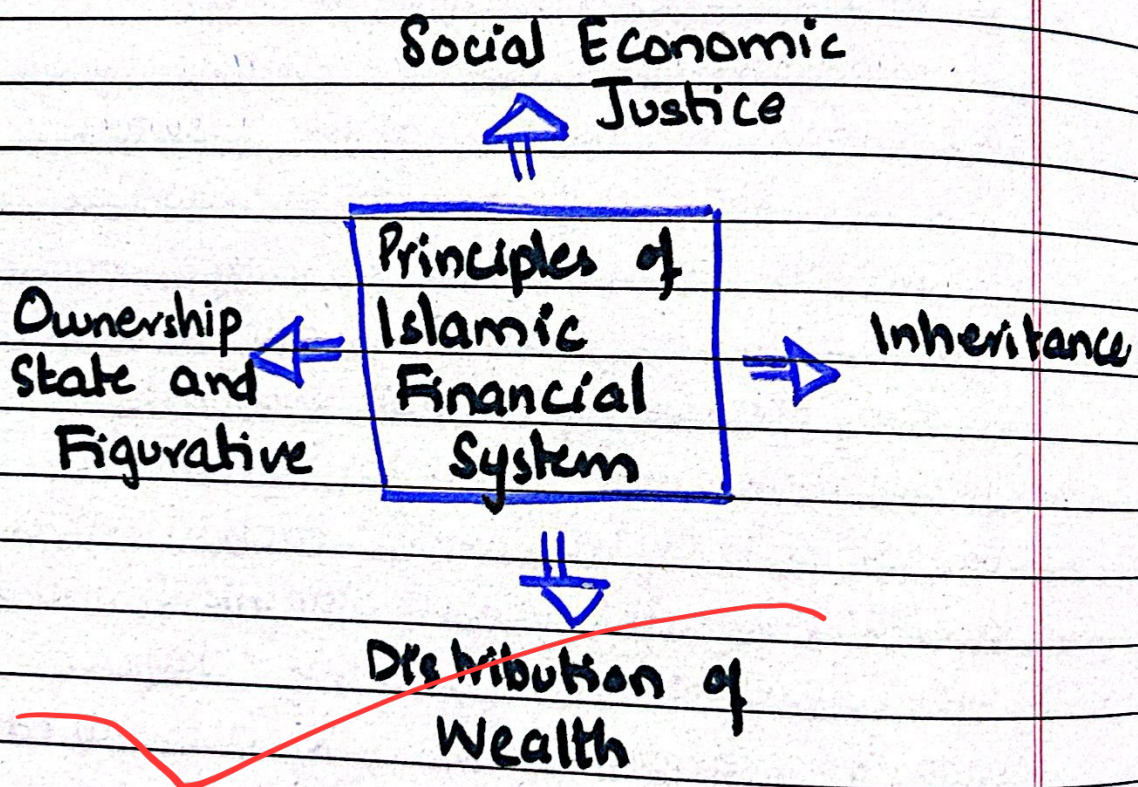 Social Economic
Justice
Principles of
Islamic
Financial
System
Ownership
State and
Figurative
Inheritance
Distribution of
Wealth